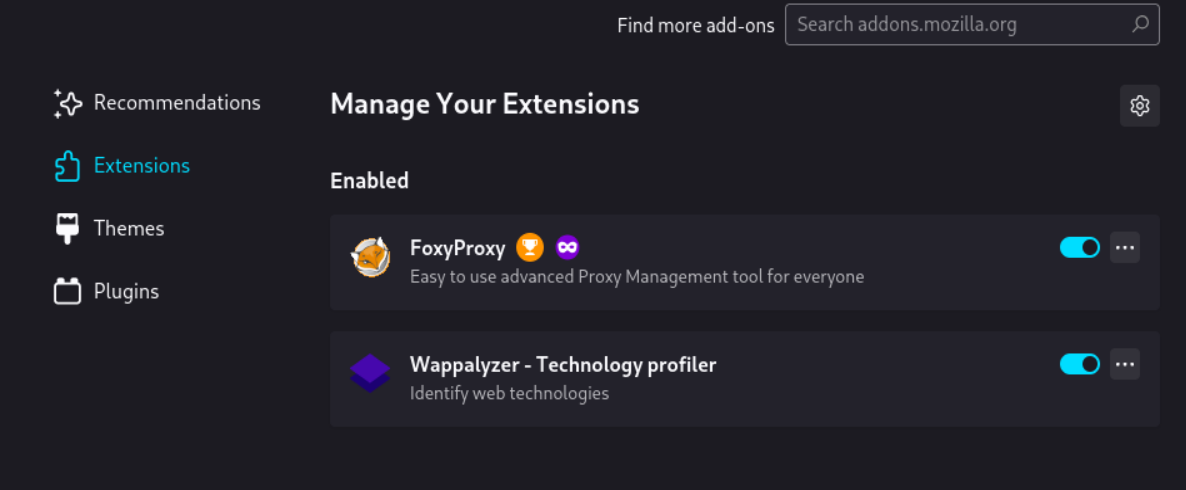 Find more add-ons Search addons.mozilla.org
Recommendations
Extensions
Themes
Plugins
Manage Your Extensions
Enabled
FoxyProxy
Easy to use advanced Proxy Management tool for everyone
Wappalyzer - Technology profiler
Identify web technologies